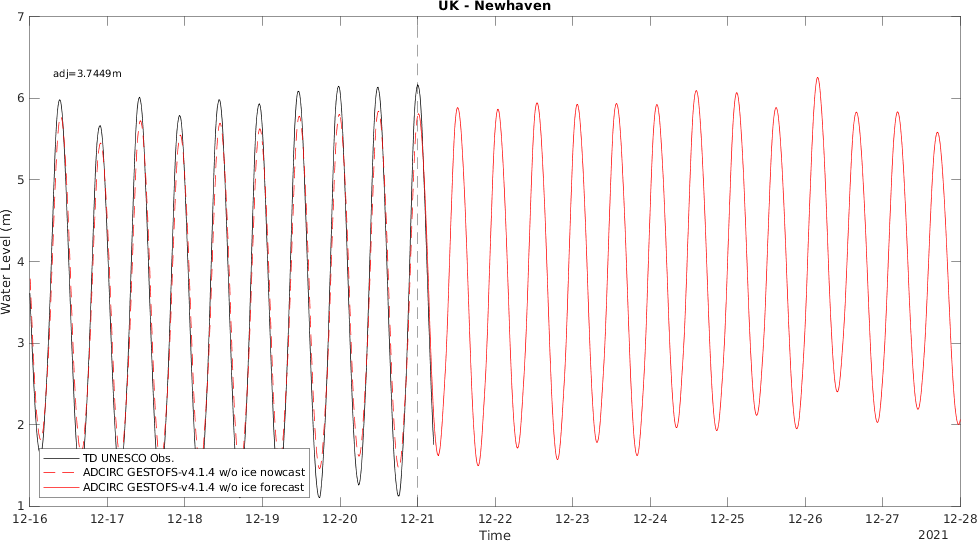 UK - Newhaven
adj=3.7449m
Water Level (m)
7
6
5
4
3
2
1
TD UNESCO Obs.
ADCIRC GESTOFS-v4.1.4 w/o ice nowcast
ADCIRC GESTOFS-v4.1.4 w/o ice forecast
12-16 12-17 12-18 12-19 12-20 12-21 12-22 12-23 12-24 12-25 12-26 12-27 12-28
Time
2021